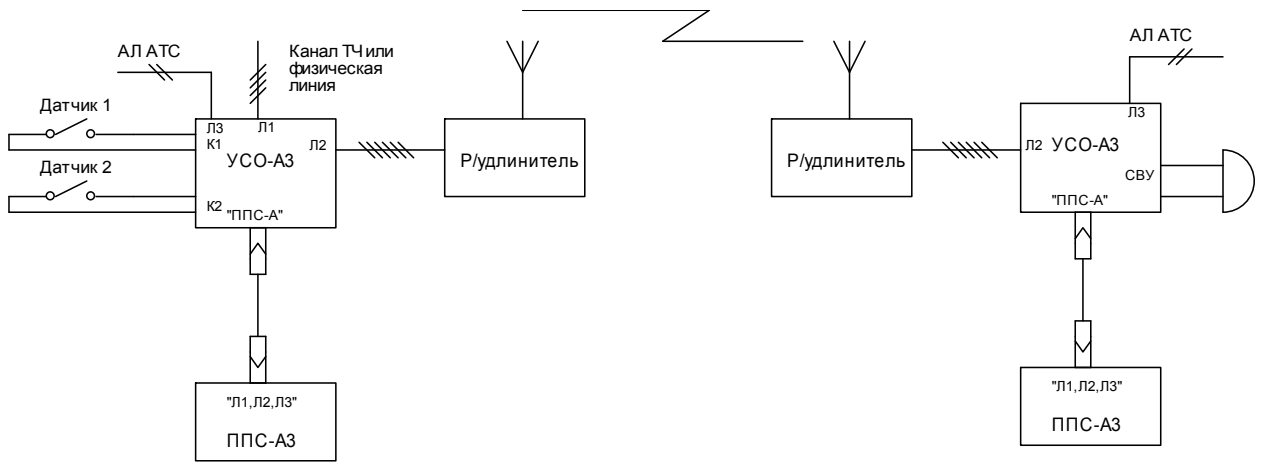 АЛ АТС
Канал ТЧ или
физическая
линия
АЛ АТС
Датчик 1
Л3
Л1
К1
УСО-А3
Л2
Р/удлинитель
Р/удлинитель
Л3
Л2
УСО-А3
Датчик 2
СВУ
К2
"ППС-А"
"ППС-А"
"Л1,Л2,Л3"
ППС-А3
"Л1,Л2,Л3"
ППС-А3